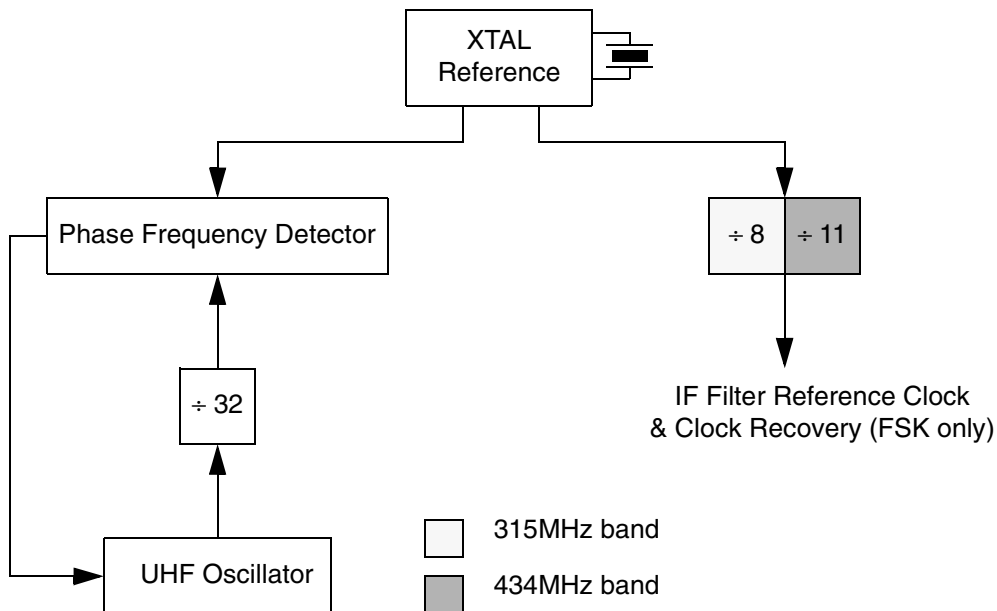 XTAL
Reference
Phase Frequency Detector
÷ 8
÷ 11
÷ 32
IF Filter Reference Clock
& Clock Recovery (FSK only)
315MHz band
UHF Oscillator
434MHz band